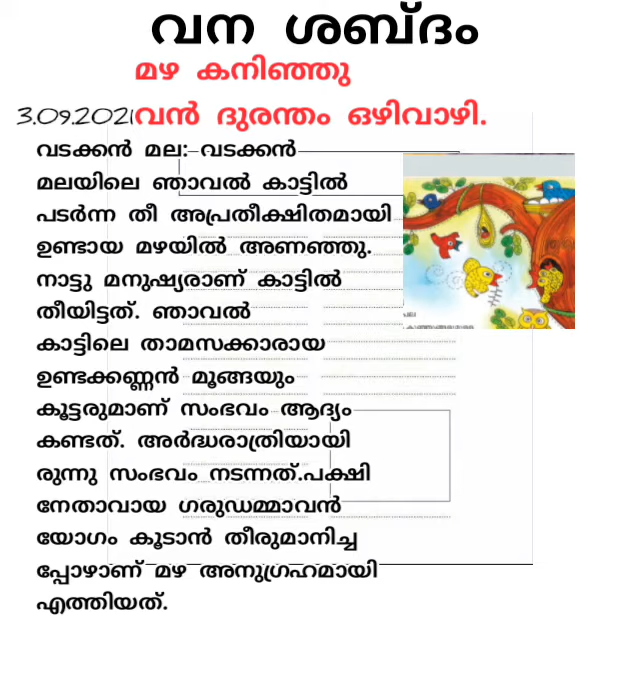 വന ശബ്ദം
മഴ കനിഞ്ഞു
3.09.2021
വൻ ദുരന്തം ഒഴിവാഴി.
വടക്കൻ മല:- വടക്കൻ
മലയിലെ ഞാവൽ കാട്ടിൽ
പടർന്ന തീ അപ്രതീക്ഷിതമായി
ഉണ്ടായ മഴയിൽ അണഞ്ഞു.
നാട്ടു മനുഷ്യരാണ് കാട്ടിൽ
തീയിട്ടത്. ഞാവൽ
കാട്ടിലെ താമസക്കാരായ
ഉണ്ടക്കണ്ണൻ മൂങ്ങയും
കൂട്ടരുമാണ് സംഭവം ആദ്യം
കണ്ടത്. അർദ്ധരാത്രിയായി
രുന്നു സംഭവം നടന്നത്.പക്ഷി
നേതാവായ ഗരുഡമ്മാവൻ
യോഗം കൂടാൻ തീരുമാനിച്ച
പ്പോഴാണ് മഴ അനുഗ്രഹമായി
എത്തിയത്.